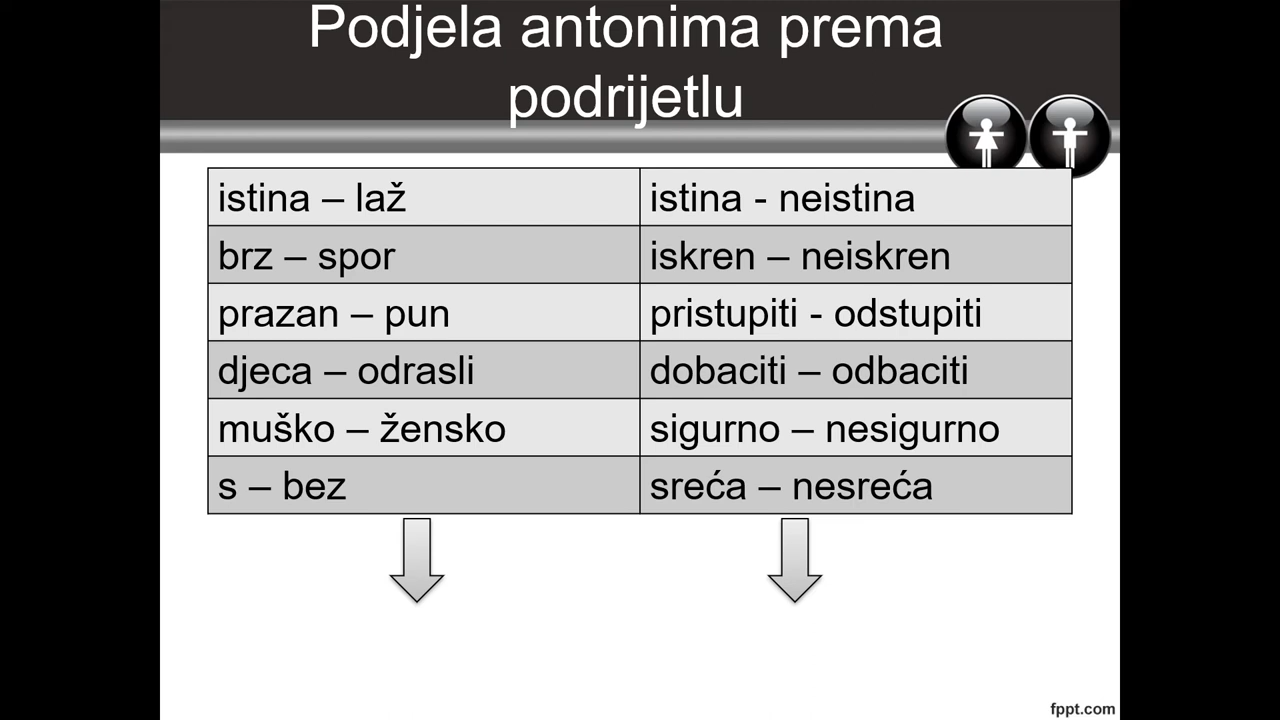 Podjela antonima prema
podrijetlu
istina – laž
istina - neistina
brz – spor
iskren – neiskren
prazan – pun
pristupiti - odstupiti
djeca – odrasli
dobaciti – odbaciti
muško – žensko
sigurno – nesigurno
s – bez
sreća – nesreća
fppt.com